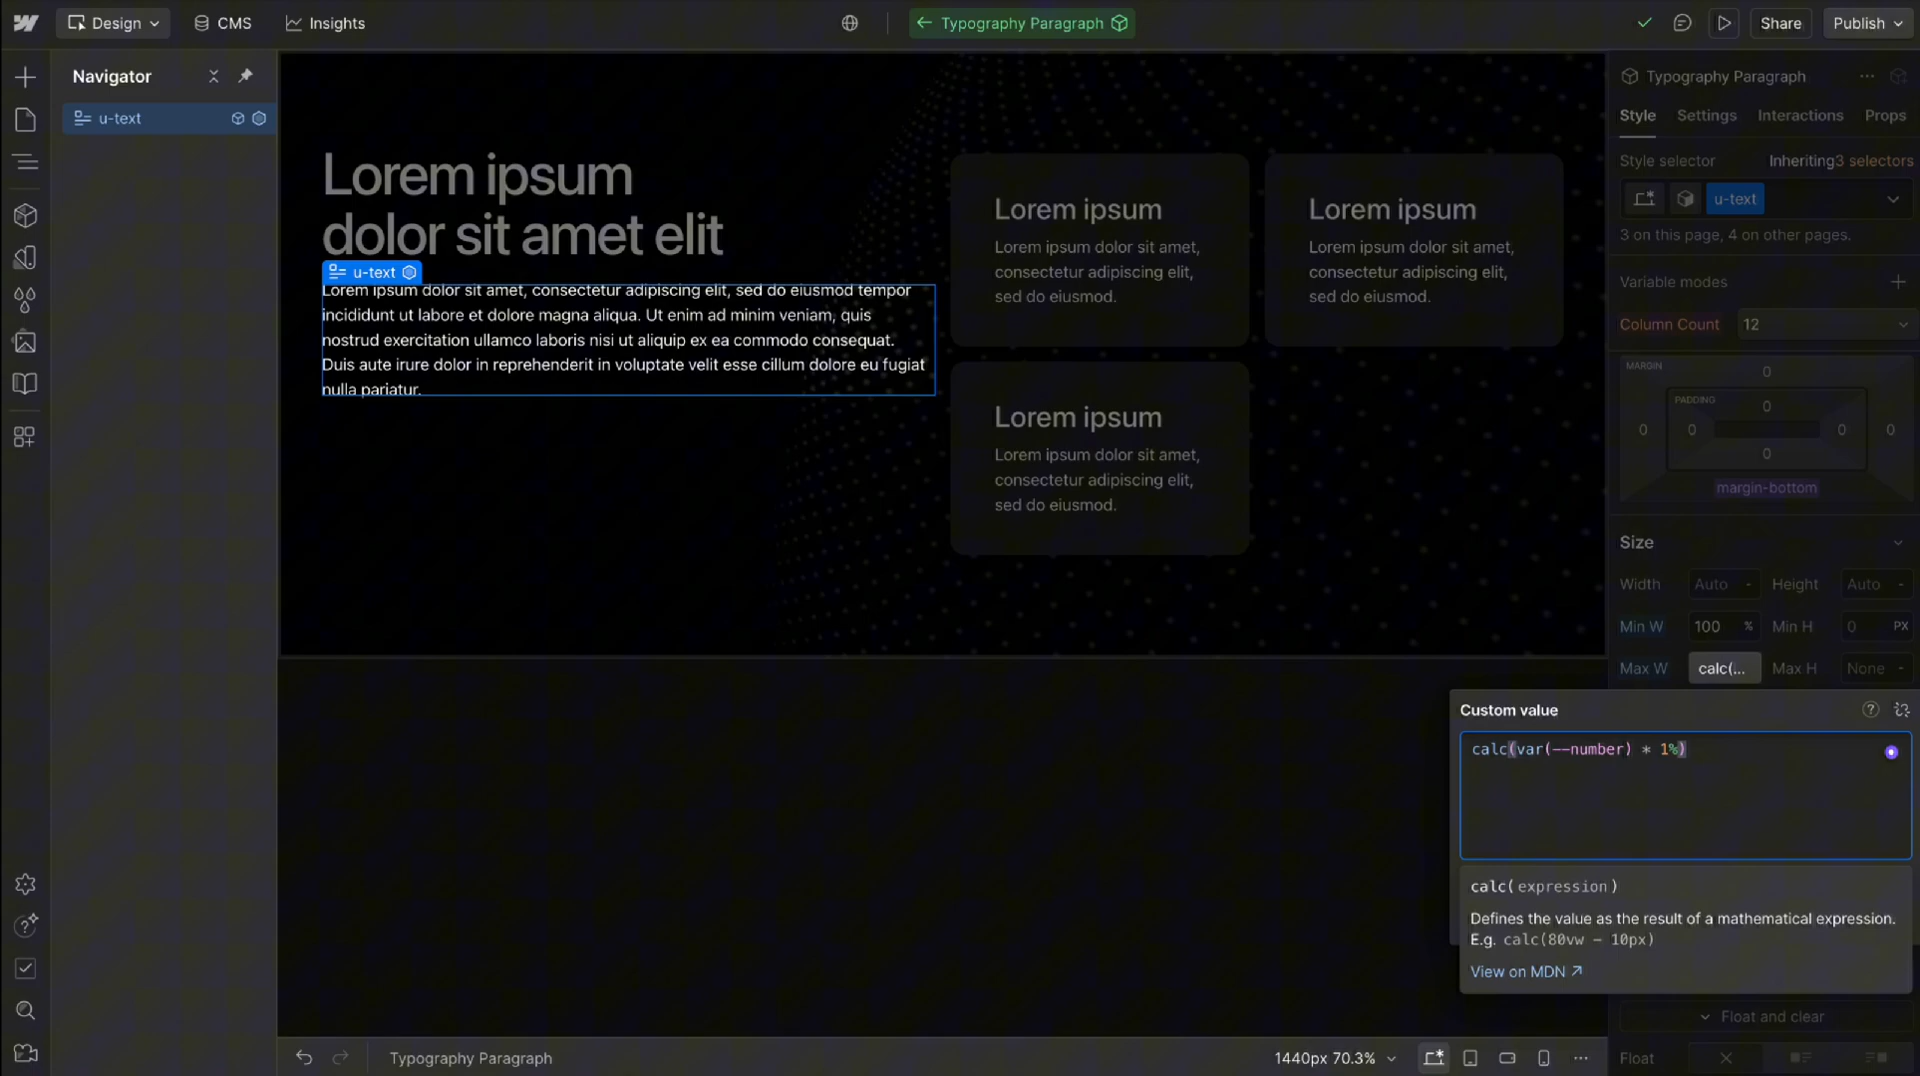 Design
CMS
Insights
Typography Paragraph
Share
Publish
Navigator
u-text
Lorem ipsum
dolor sit amet elit
u-text
Lorem ipsum dolor sit amet, consectetur adipiscing elit, sed do eiusmod tempor
incididunt ut labore et dolore magna aliqua. Ut enim ad minim veniam, quis
nostrud exercitation ullamco laboris nisi ut aliquip ex ea commodo consequat.
Duis aute irure dolor in reprehenderit in voluptate velit esse cillum dolore eu fugiat
nulla pariatur.
Lorem ipsum
Lorem ipsum dolor sit amet,
consectetur adipiscing elit,
sed do eiusmod.
Lorem ipsum
Lorem ipsum dolor sit amet,
consectetur adipiscing elit,
sed do eiusmod.
Lorem ipsum
Lorem ipsum dolor sit amet,
consectetur adipiscing elit,
sed do eiusmod.
Typography Paragraph
Style Settings Interactions Props
Style selector Inheriting 3 selectors
u-text
3 on this page, 4 on other pages.
Variable modes
Column Count 12
MARGIN
0
PADDING
0
0 0 0 0
0
margin-bottom
Size
Width Auto - Height Auto -
Min W 100 % Min H 0 PX
Max W calc(... Max H None -
Custom value
calc(var(--number) * 1%)
calc(expression)
Defines the value as the result of a mathematical expression.
E.g. calc(80vw - 10px)
View on MDN
Float and clear
Float
Typography Paragraph
1440px 70.3%